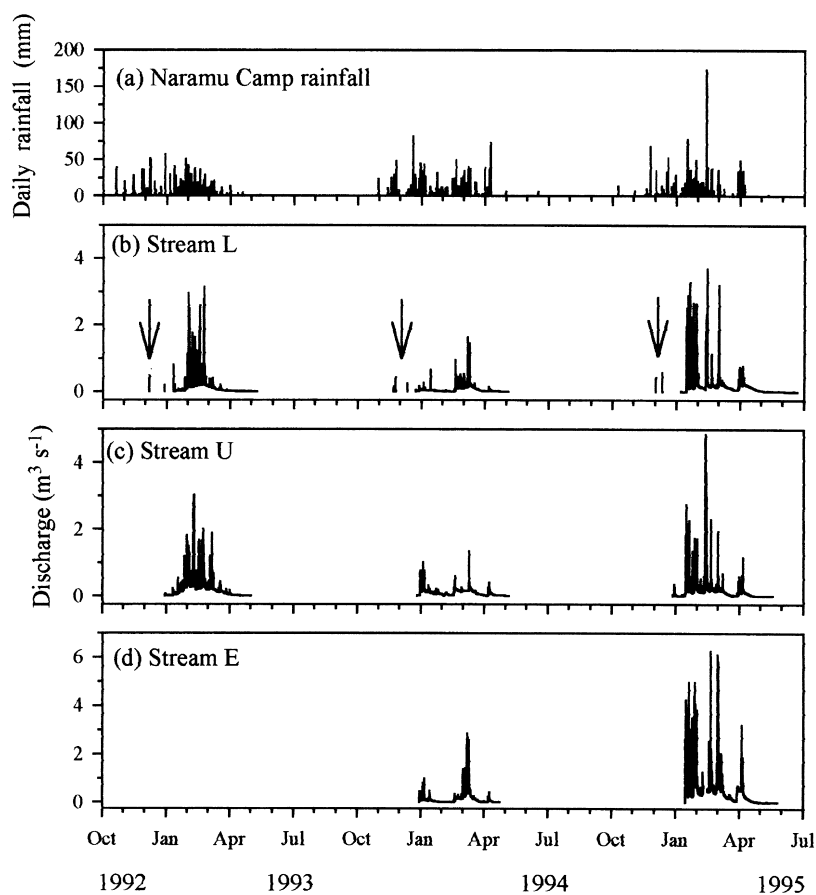 Daily rainfall (mm)
200
150
100
50
0
(a) Naramu Camp rainfall
(b) Stream L
4
2
0
Discharge (m³ s⁻¹)
(c) Stream U
4
2
0
(d) Stream E
6
4
2
0
Oct Jan Apr Jul Oct Jan Apr Jul Oct Jan Apr Jul
1992 1993 1994 1995